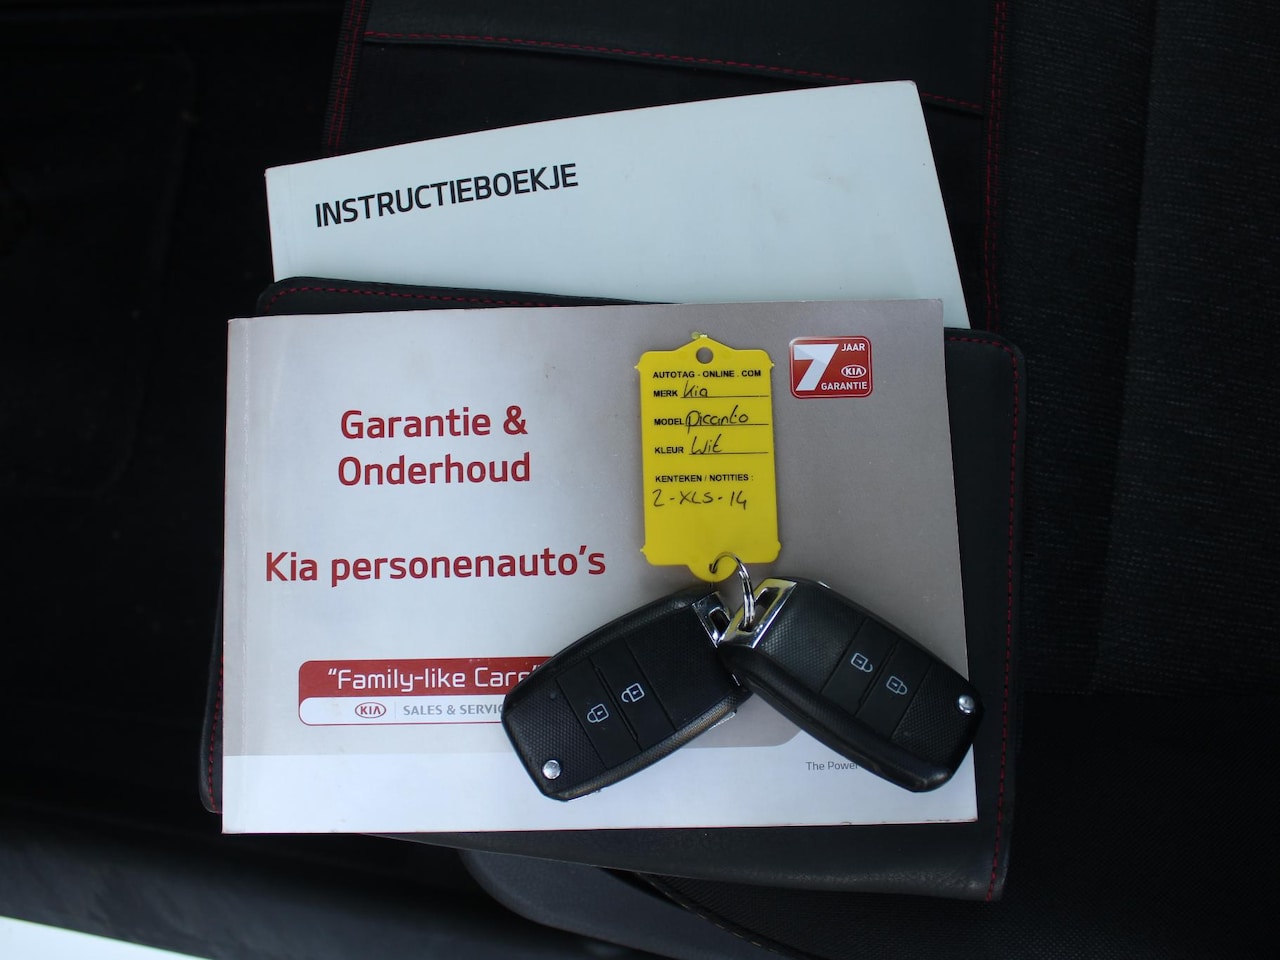 INSTRUCTIEBOEKJE
Garantie &
Onderhoud
Kia personenauto's
"Family-like Care"
KIA SALES & SERVIC
The Power
7 JAAR
KIA
GARANTIE
AUTOTAG - ONLINE . COM
MERK Kia
MODEL Piccanto
KLEUR Wit
KENTEKEN / NOTITIES :
2-XLS-14